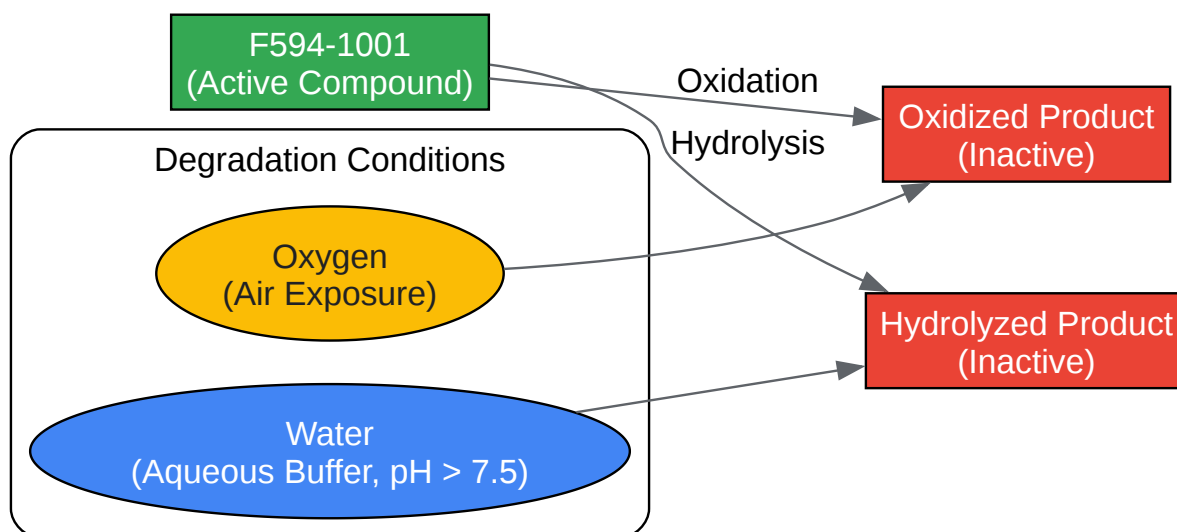 F594-1001
(Active Compound)
Oxidation
Oxidized Product
(Inactive)
Hydrolysis
Degradation Conditions
Oxygen
(Air Exposure)
Hydrolyzed Product
(Inactive)
Water
(Aqueous Buffer, pH > 7.5)